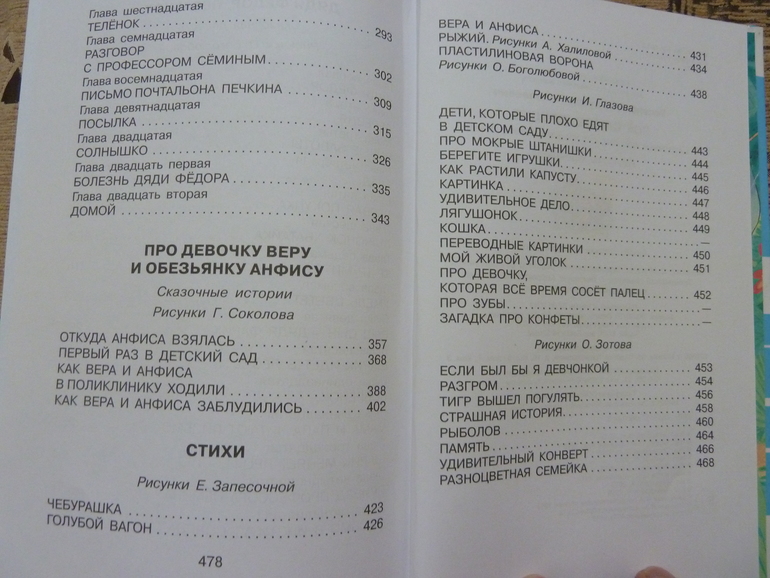 Глава шестнадцатая
ТЕЛЁНОК 293
Глава семнадцатая
РАЗГОВОР
С ПРОФЕССОРОМ СЁМИНЫМ 302
Глава восемнадцатая
ПИСЬМО ПОЧТАЛЬОНА ПЕЧКИНА 309
Глава девятнадцатая
ПОСЫЛКА 315
Глава двадцатая
СОЛНЫШКО 326
Глава двадцать первая
БОЛЕЗНЬ ДЯДИ ФЁДОРА 335
Глава двадцать вторая
ДОМОЙ 343
ПРО ДЕВОЧКУ ВЕРУ
И ОБЕЗЬЯНКУ АНФИСУ
Сказочные истории
Рисунки Г. Соколова
ОТКУДА АНФИСА ВЗЯЛАСЬ 357
ПЕРВЫЙ РАЗ В ДЕТСКИЙ САД 368
КАК ВЕРА И АНФИСА
В ПОЛИКЛИНИКУ ХОДИЛИ 388
КАК ВЕРА И АНФИСА ЗАБЛУДИЛИСЬ 402
СТИХИ
Рисунки Е. Запесочной
ЧЕБУРАШКА 423
ГОЛУБОЙ ВАГОН 426
478
ВЕРА И АНФИСА 431
РЫЖИЙ. Рисунки А. Халиловой 434
ПЛАСТИЛИНОВАЯ ВОРОНА
Рисунки О. Боголюбовой 438
Рисунки И. Глазова
ДЕТИ, КОТОРЫЕ ПЛОХО ЕДЯТ
В ДЕТСКОМ САДУ 443
ПРО МОКРЫЕ ШТАНИШКИ 444
БЕРЕГИТЕ ИГРУШКИ 445
КАК РАСТИЛИ КАПУСТУ 446
КАРТИНКА 447
УДИВИТЕЛЬНОЕ ДЕЛО 448
ЛЯГУШОНОК 449
КОШКА —
ПЕРЕВОДНЫЕ КАРТИНКИ 450
МОЙ ЖИВОЙ УГОЛОК 451
ПРО ДЕВОЧКУ,
КОТОРАЯ ВСЁ ВРЕМЯ СОСЁТ ПАЛЕЦ 452
ПРО ЗУБЫ —
ЗАГАДКА ПРО КОНФЕТЫ —
Рисунки О. Зотова
ЕСЛИ БЫЛ БЫ Я ДЕВЧОНКОЙ 453
РАЗГРОМ 454
ТИГР ВЫШЕЛ ПОГУЛЯТЬ 456
СТРАШНАЯ ИСТОРИЯ 458
РЫБОЛОВ 460
ПАМЯТЬ 464
УДИВИТЕЛЬНЫЙ КОНВЕРТ 466
РАЗНОЦВЕТНАЯ СЕМЕЙКА 468